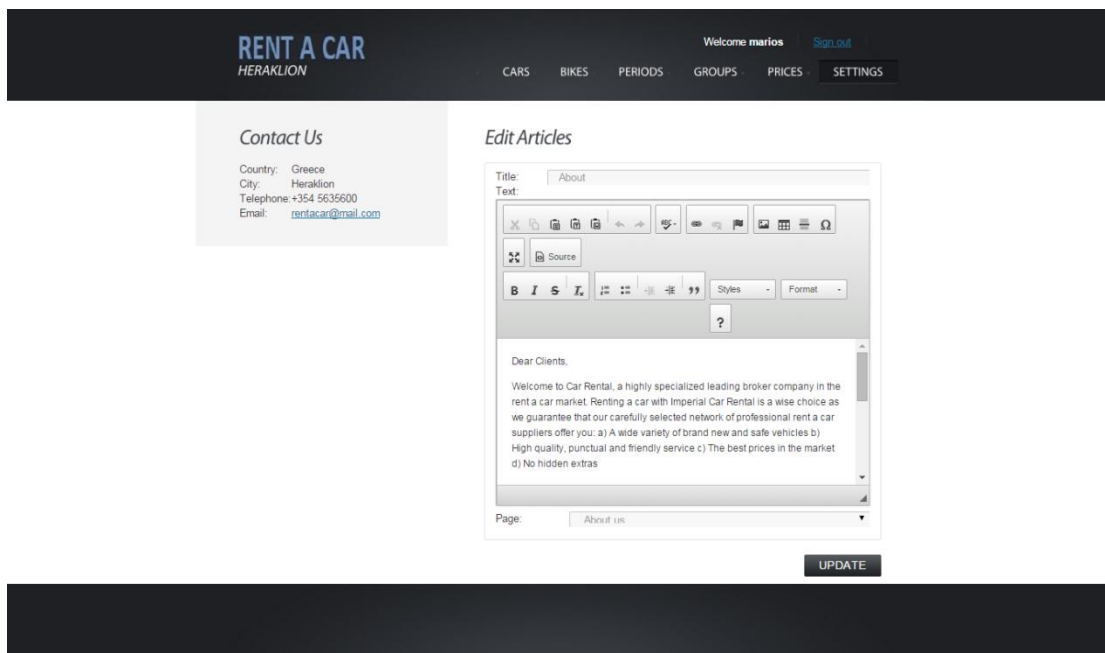 RENT A CAR
HERAKLION
Welcome marios Sign out
CARS BIKES PERIODS GROUPS PRICES SETTINGS
Contact Us
Country: Greece
City: Heraklion
Telephone:+354 5635600
Email: rentacar@mail.com
Edit Articles
Title: About
Text:
Source
B I S Tx Styles Format
?
Dear Clients,
Welcome to Car Rental, a highly specialized leading broker company in the
rent a car market. Renting a car with Imperial Car Rental is a wise choice as
we guarantee that our carefully selected network of professional rent a car
suppliers offer you: a) A wide variety of brand new and safe vehicles b)
High quality, punctual and friendly service c) The best prices in the market
d) No hidden extras
Page: About us
UPDATE